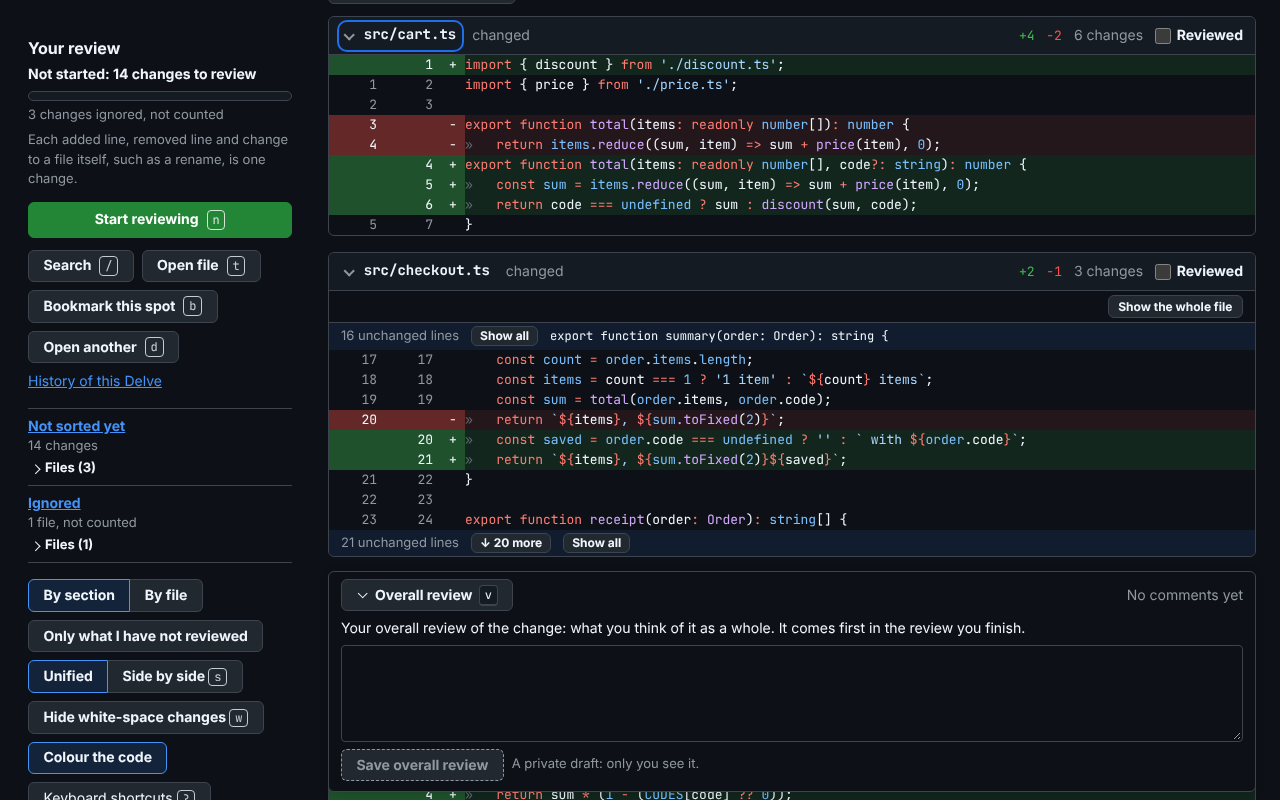 Your review
Not started: 14 changes to review
3 changes ignored, not counted
Each added line, removed line and change
to a file itself, such as a rename, is one
change.
Start reviewing n
Search / Open file t
Bookmark this spot b
Open another d
History of this Delve
Not sorted yet
14 changes
Files (3)
Ignored
1 file, not counted
Files (1)
By section By file
Only what I have not reviewed
Unified Side by side s
Hide white-space changes w
Colour the code
Keyboard shortcuts ?
src/cart.ts changed +4 -2 6 changes Reviewed
1 + import { discount } from './discount.ts';
1 2 import { price } from './price.ts';
2 3
3 - export function total(items: readonly number[]): number {
4 - » return items.reduce((sum, item) => sum + price(item), 0);
4 + export function total(items: readonly number[], code?: string): number {
5 + » const sum = items.reduce((sum, item) => sum + price(item), 0);
6 + » return code === undefined ? sum : discount(sum, code);
5 7 }
src/checkout.ts changed +2 -1 3 changes Reviewed
Show the whole file
16 unchanged lines Show all export function summary(order: Order): string {
17 17 const count = order.items.length;
18 18 const items = count === 1 ? '1 item' : `${count} items`;
19 19 const sum = total(order.items, order.code);
20 - » return `${items}, ${sum.toFixed(2)}`;
20 + » const saved = order.code === undefined ? '' : ` with ${order.code}`;
21 + » return `${items}, ${sum.toFixed(2)}${saved}`;
21 22 }
22 23
23 24 export function receipt(order: Order): string[] {
21 unchanged lines ↓ 20 more Show all
Overall review v No comments yet
Your overall review of the change: what you think of it as a whole. It comes first in the review you finish.
Save overall review A private draft: only you see it.
4 + » return sum * (1 - (CODES[code] ?? 0));